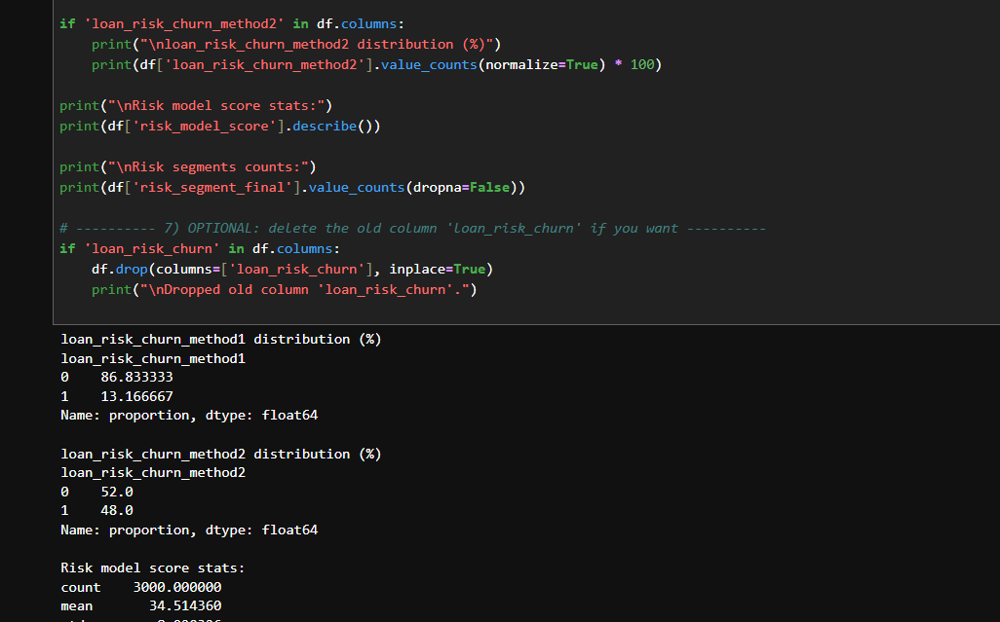 if 'loan_risk_churn_method2' in df.columns:
    print("\nloan_risk_churn_method2 distribution (%)")
    print(df['loan_risk_churn_method2'].value_counts(normalize=True) * 100)
print("\nRisk model score stats:")
print(df['risk_model_score'].describe())
print("\nRisk segments counts:")
print(df['risk_segment_final'].value_counts(dropna=False))
# ---------- 7) OPTIONAL: delete the old column 'loan_risk_churn' if you want ----------
if 'loan_risk_churn' in df.columns:
    df.drop(columns=['loan_risk_churn'], inplace=True)
    print("\nDropped old column 'loan_risk_churn'.")
loan_risk_churn_method1 distribution (%)
loan_risk_churn_method1
0    86.833333
1    13.166667
Name: proportion, dtype: float64
loan_risk_churn_method2 distribution (%)
loan_risk_churn_method2
0    52.0
1    48.0
Name: proportion, dtype: float64
Risk model score stats:
count    3000.000000
mean       34.514360